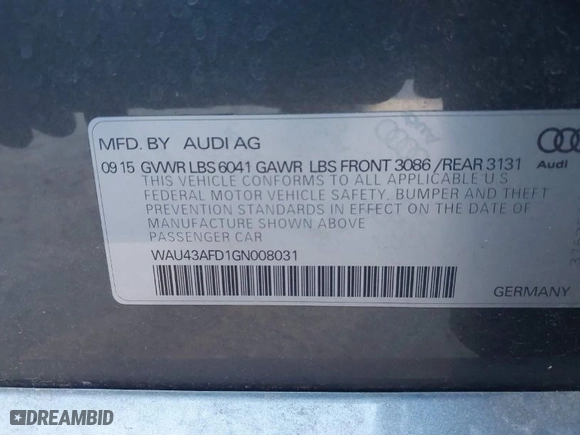 MFD. BY AUDI AG
09 15 GVWR LBS 6041 GAWR LBS FRONT 3086 /REAR 3131
Audi
THIS VEHICLE CONFORMS TO ALL APPLICABLE U S
FEDERAL MOTOR VEHICLE SAFETY, BUMPER AND THEFT
PREVENTION STANDARDS IN EFFECT ON THE DATE OF
MANUFACTURE SHOWN ABOVE
PASSENGER CAR
WAU43AFD1GN008031
GERMANY
DREAMBID